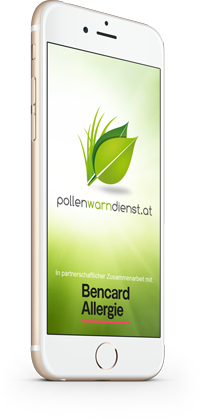 pollenwarndienst.at
In partnerschaftlicher Zusammenarbeit mit
Bencard
Allergie